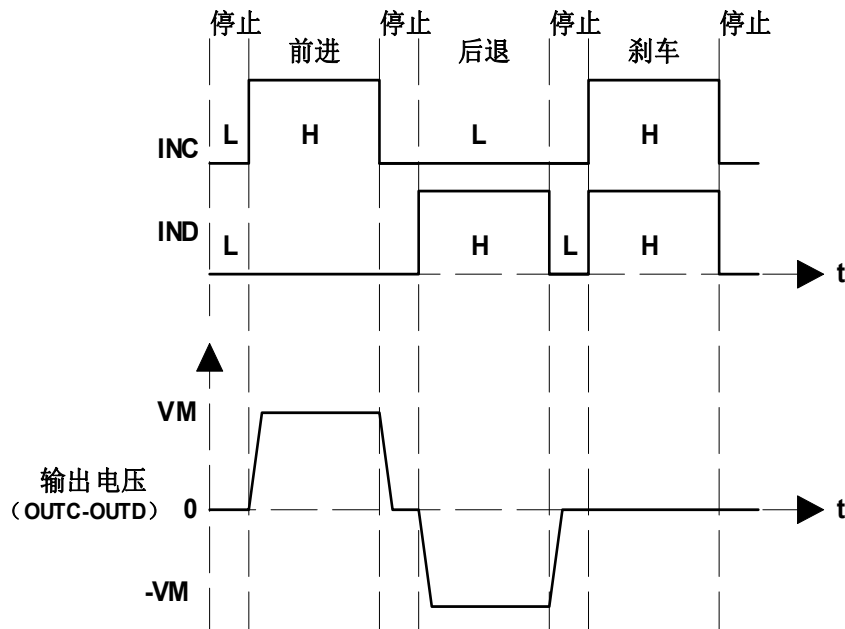 停止 停止 停止 停止
前进 后退 刹车
INC L H L H
IND L H L H
t
VM
输出电压
（OUTC-OUTD） 0 t
-VM